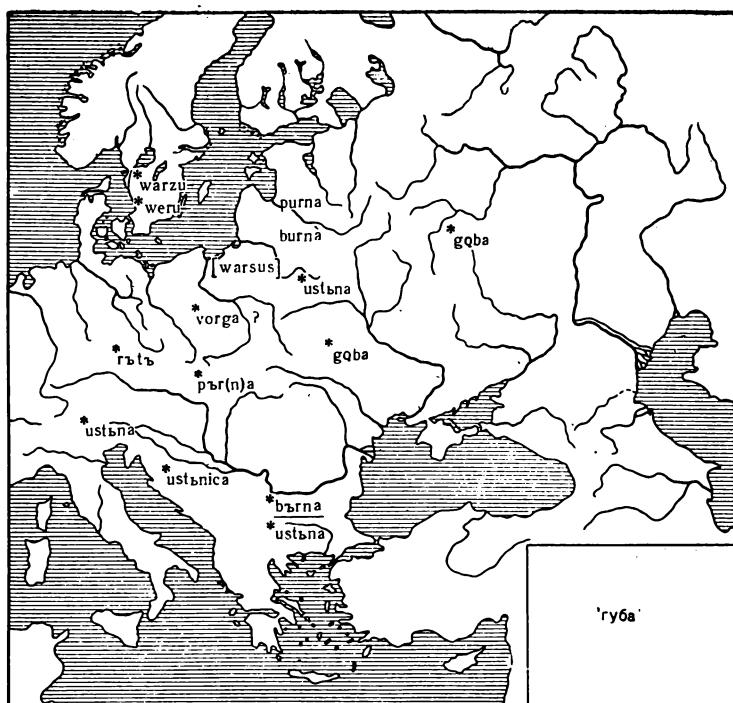 *warzu
*weru
purna
burnà
*gǫba
[warsus]
*ustьna
*vorga ?
*gǫba
*rъtъ
*pъr(n)a
*ustьna
*ustьnica
*bъrna
*ustьna
'губа'